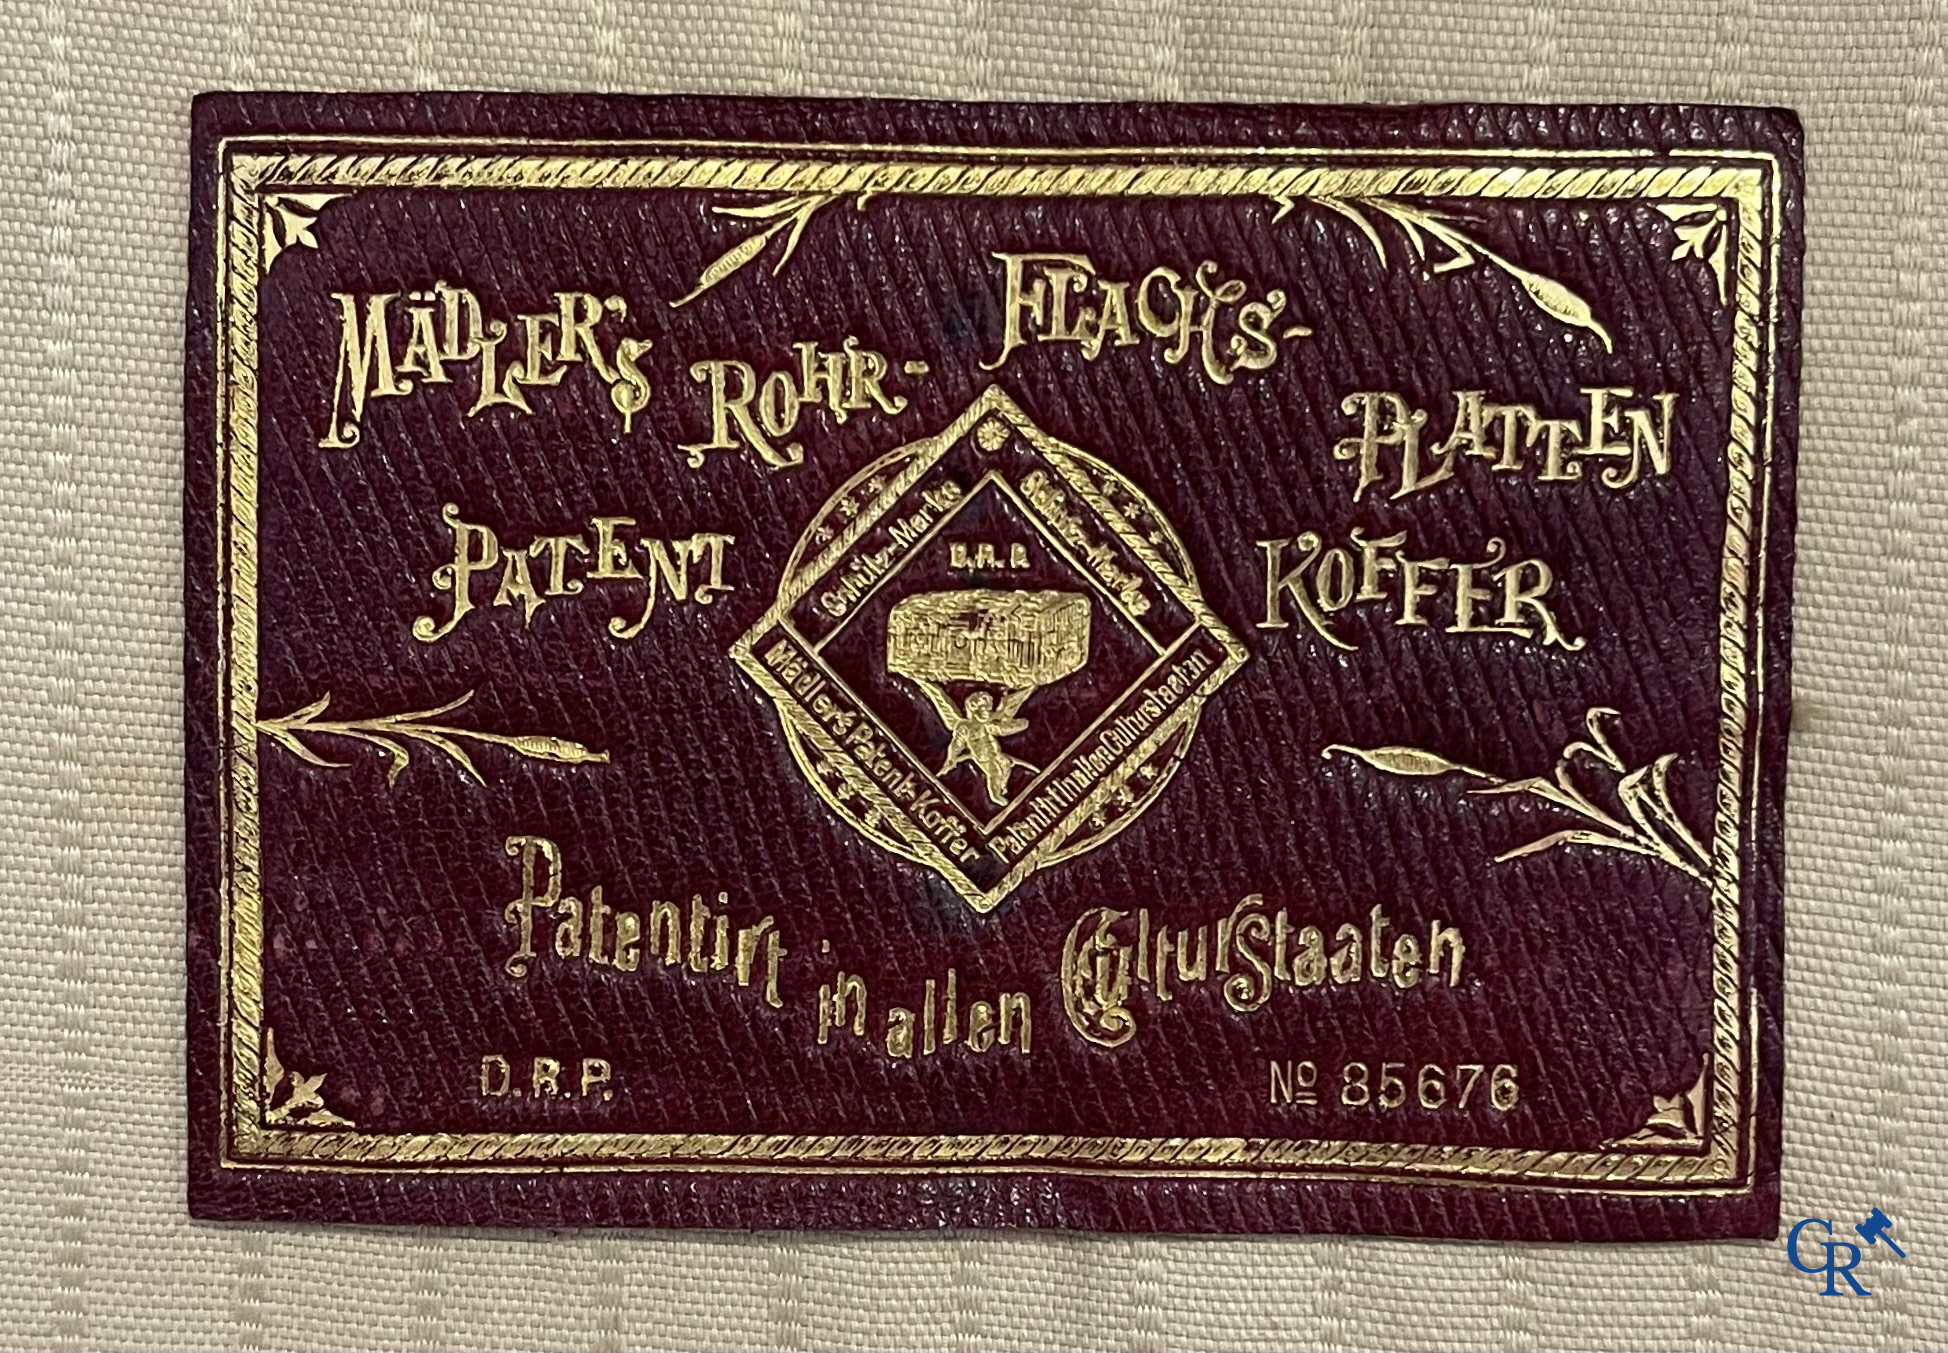 MÄDLER'S ROHR- FLACHS- PLATTEN
PATENT KOFFER
Schutz-Marke Schutz-Marke
D.R.P.
Mädler's Patent-Koffer
Patentirt in allen Culturstaaten
Patentirt in allen CulturStaaten
D.R.P. No 85676
CR